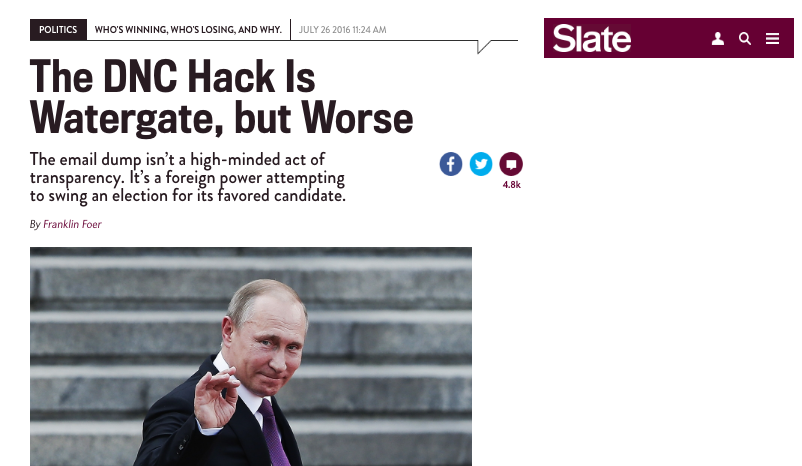 POLITICS WHO'S WINNING, WHO'S LOSING, AND WHY. JULY 26 2016 11:24 AM
Slate
The DNC Hack Is
Watergate, but Worse
The email dump isn't a high-minded act of
transparency. It's a foreign power attempting
to swing an election for its favored candidate.
4.8k
By Franklin Foer